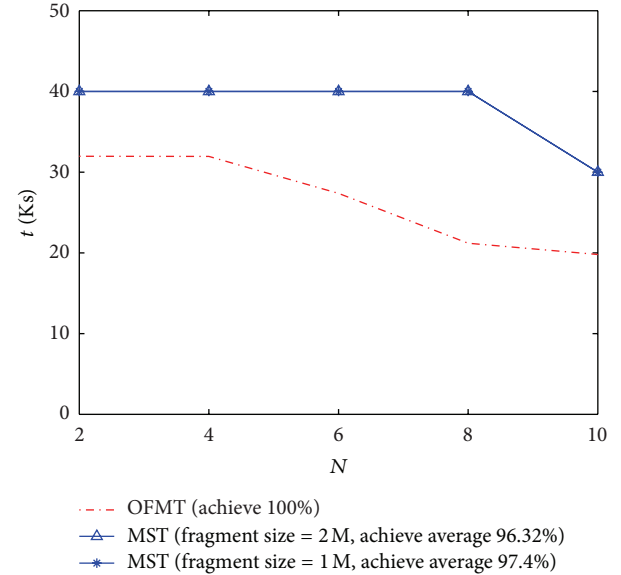 50
40
30
20
10
0
t (Ks)
2
4
6
8
10
N
OFMT (achieve 100%)
MST (fragment size = 2 M, achieve average 96.32%)
MST (fragment size = 1 M, achieve average 97.4%)